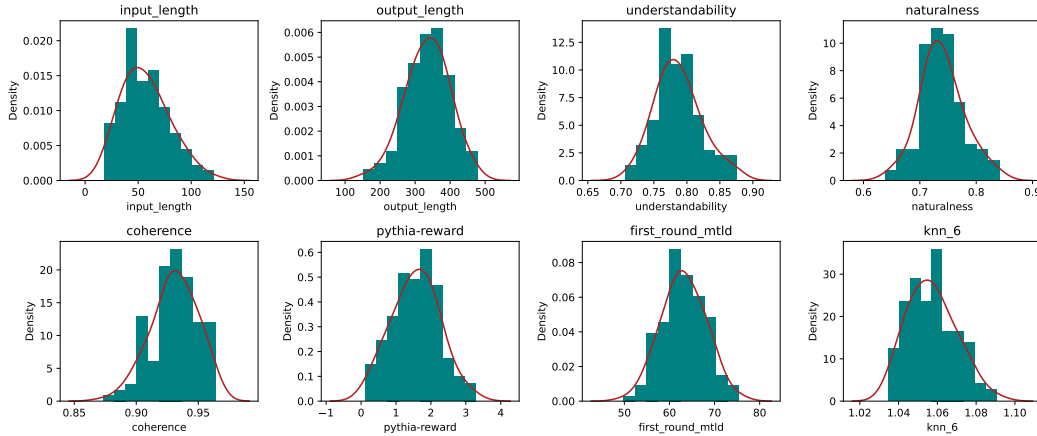 input_length
output_length
understandability
naturalness
Density
0.020
0.015
0.010
0.005
0.000
0 50 100 150
input_length
Density
0.006
0.005
0.004
0.003
0.002
0.001
0.000
100 200 300 400 500
output_length
Density
12.5
10.0
7.5
5.0
2.5
0.0
0.65 0.70 0.75 0.80 0.85 0.90
understandability
Density
10
8
6
4
2
0
0.6 0.7 0.8 0.9
naturalness
coherence
pythia-reward
first_round_mtld
knn_6
Density
20
15
10
5
0
0.85 0.90 0.95
coherence
Density
0.6
0.5
0.4
0.3
0.2
0.1
0.0
−1 0 1 2 3 4
pythia-reward
Density
0.08
0.06
0.04
0.02
0.00
50 60 70 80
first_round_mtld
Density
30
20
10
0
1.02 1.04 1.06 1.08 1.10
knn_6